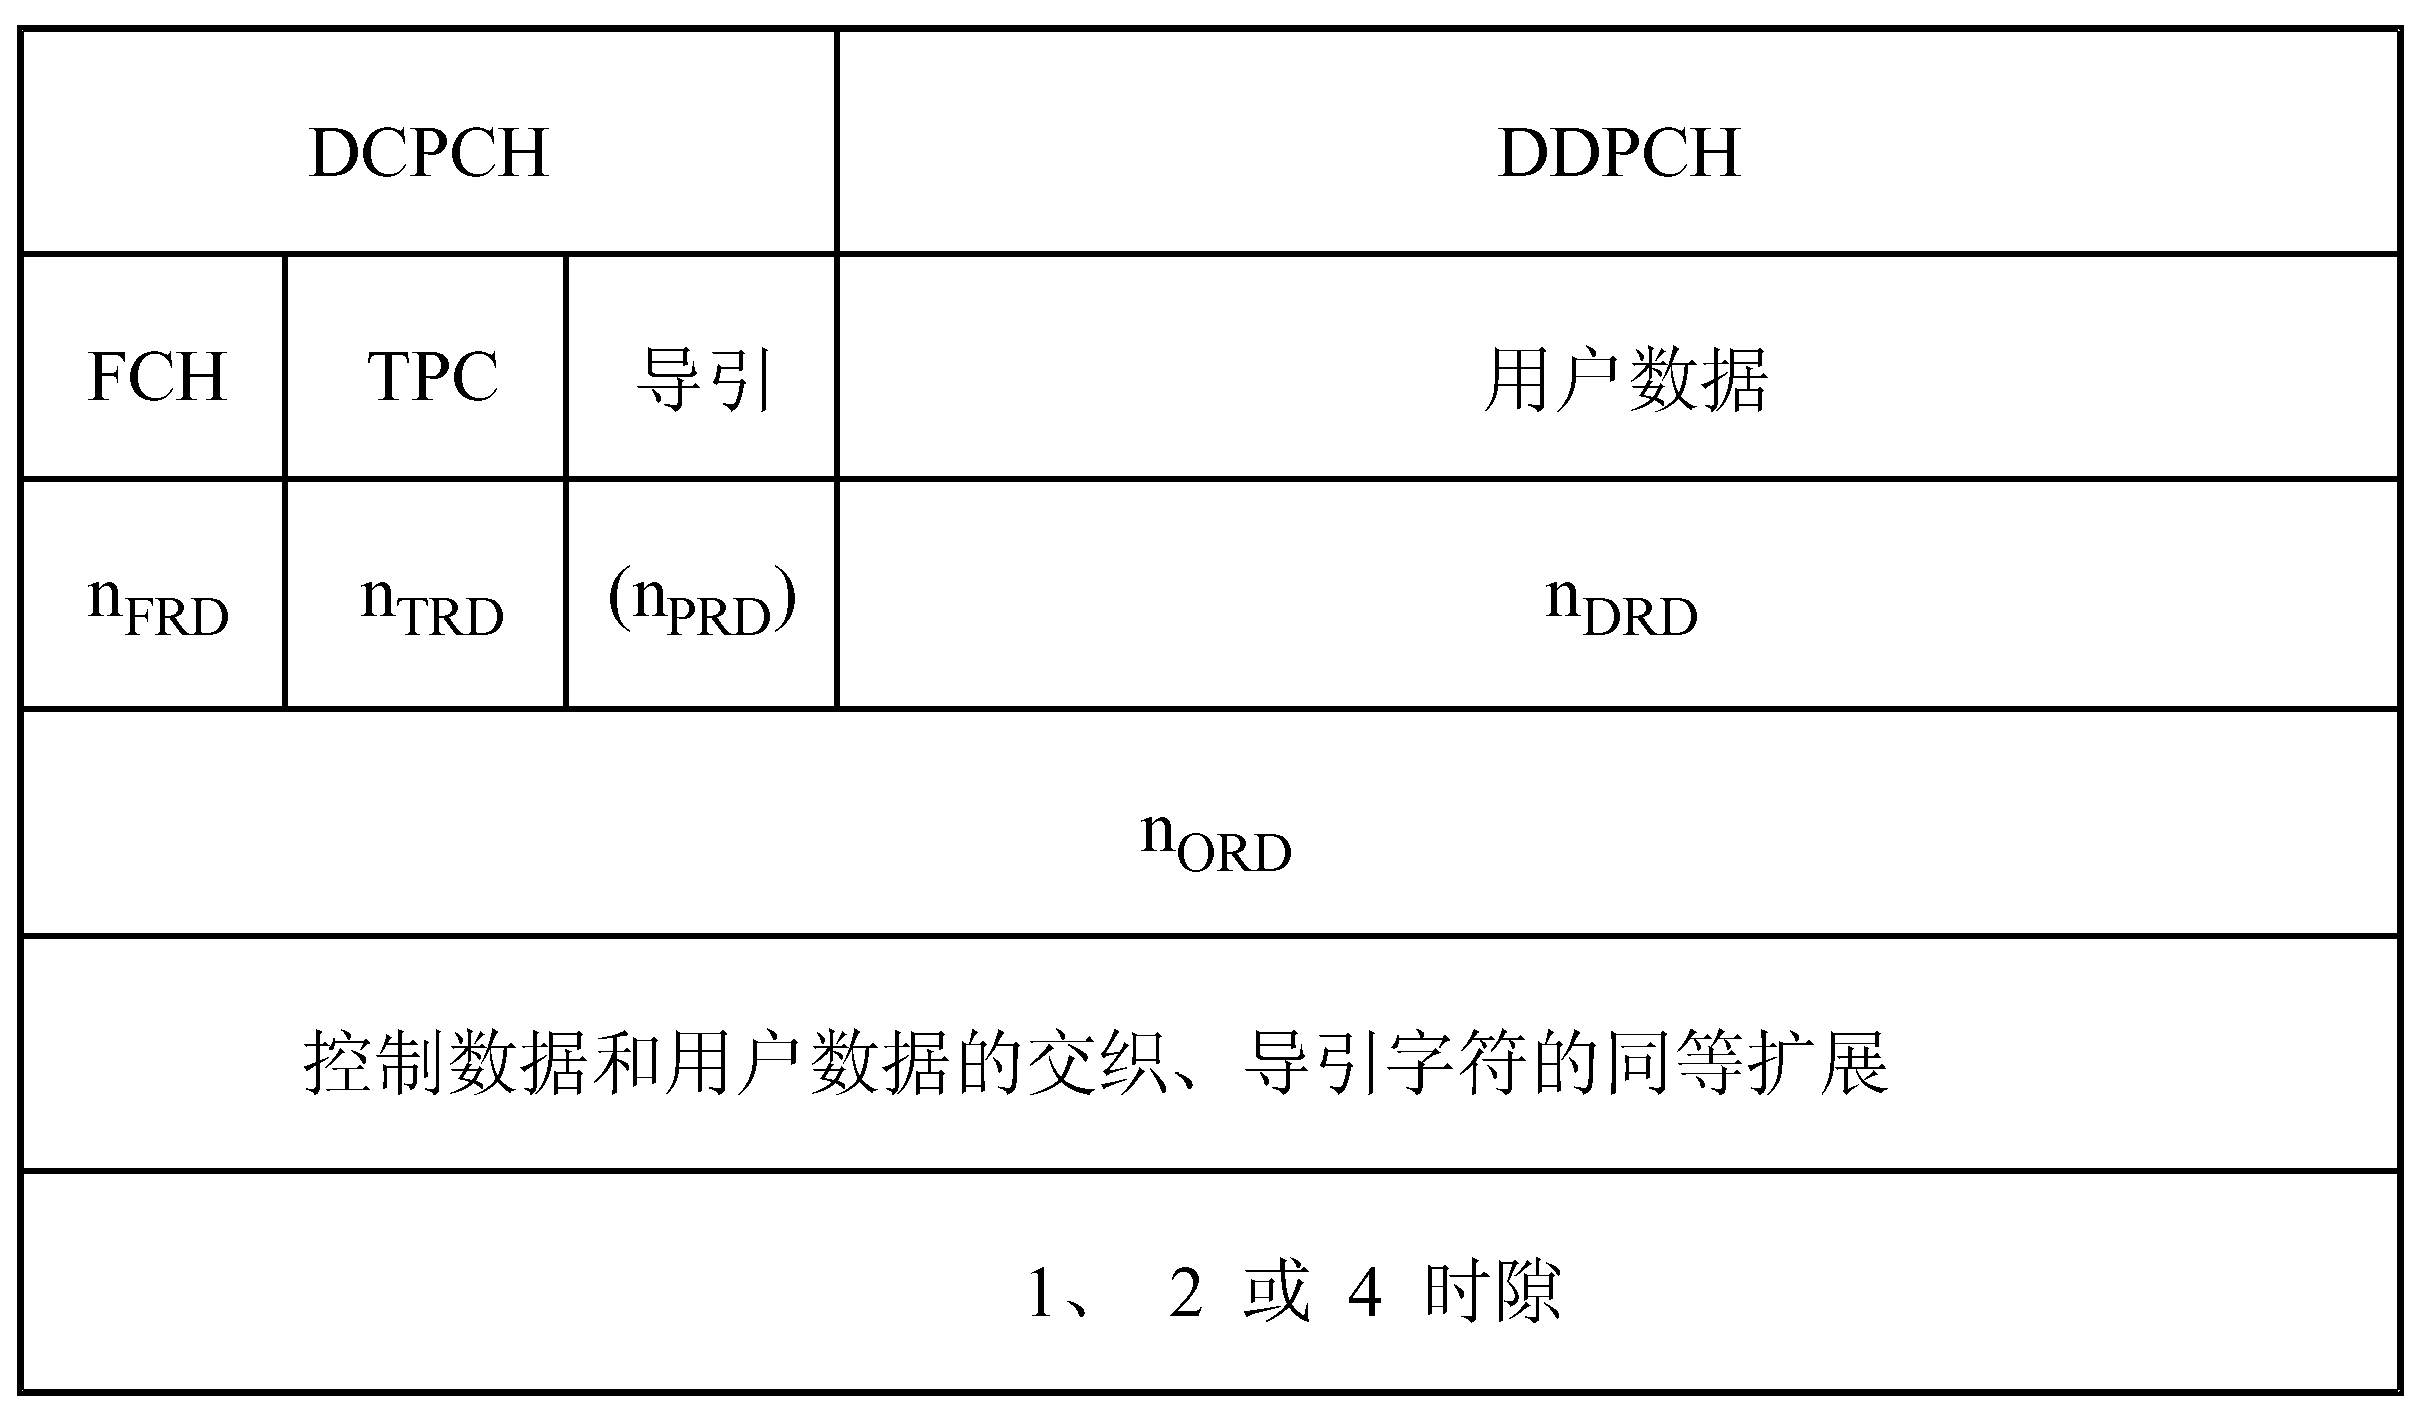 DCPCH DDPCH
FCH TPC 导引 用户数据
nFRD nTRD (nPRD) nDRD
nORD
控制数据和用户数据的交织、导引字符的同等扩展
1、 2 或 4 时隙